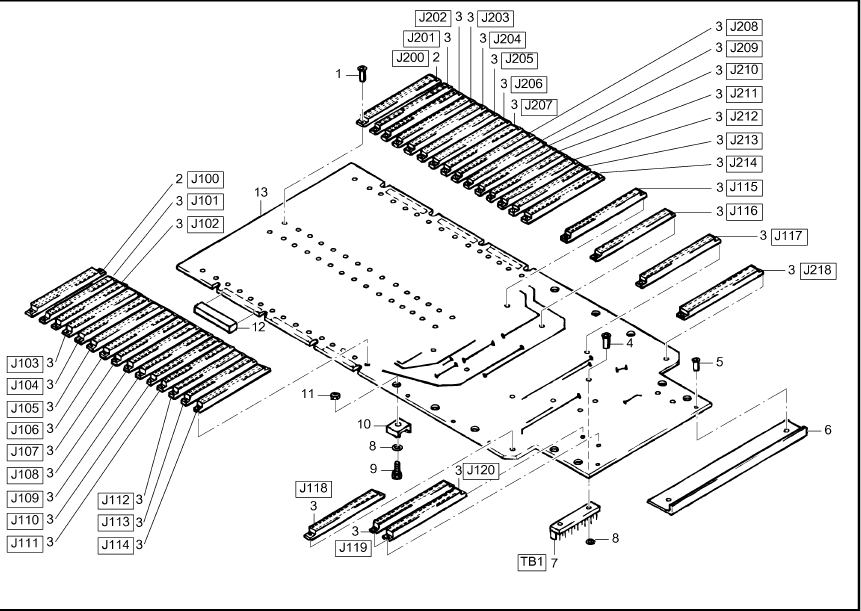 J202 3 3 J203
J201 3
3 J204
J200 2
3 J205
3 J206
3 J207
3 J208
3 J209
3 J210
3 J211
3 J212
3 J213
3 J214
1
2 J100
3 J101
3 J102
13
3 J115
3 J116
3 J117
3 J218
12
4
5
J103 3
J104 3
J105 3
J106 3
J107 3
J108 3
J109 3
J110 3
J111 3
J112 3
J113 3
J114 3
11
10
8
9
6
J118
3
3 J120
3
J119
TB1 7
8